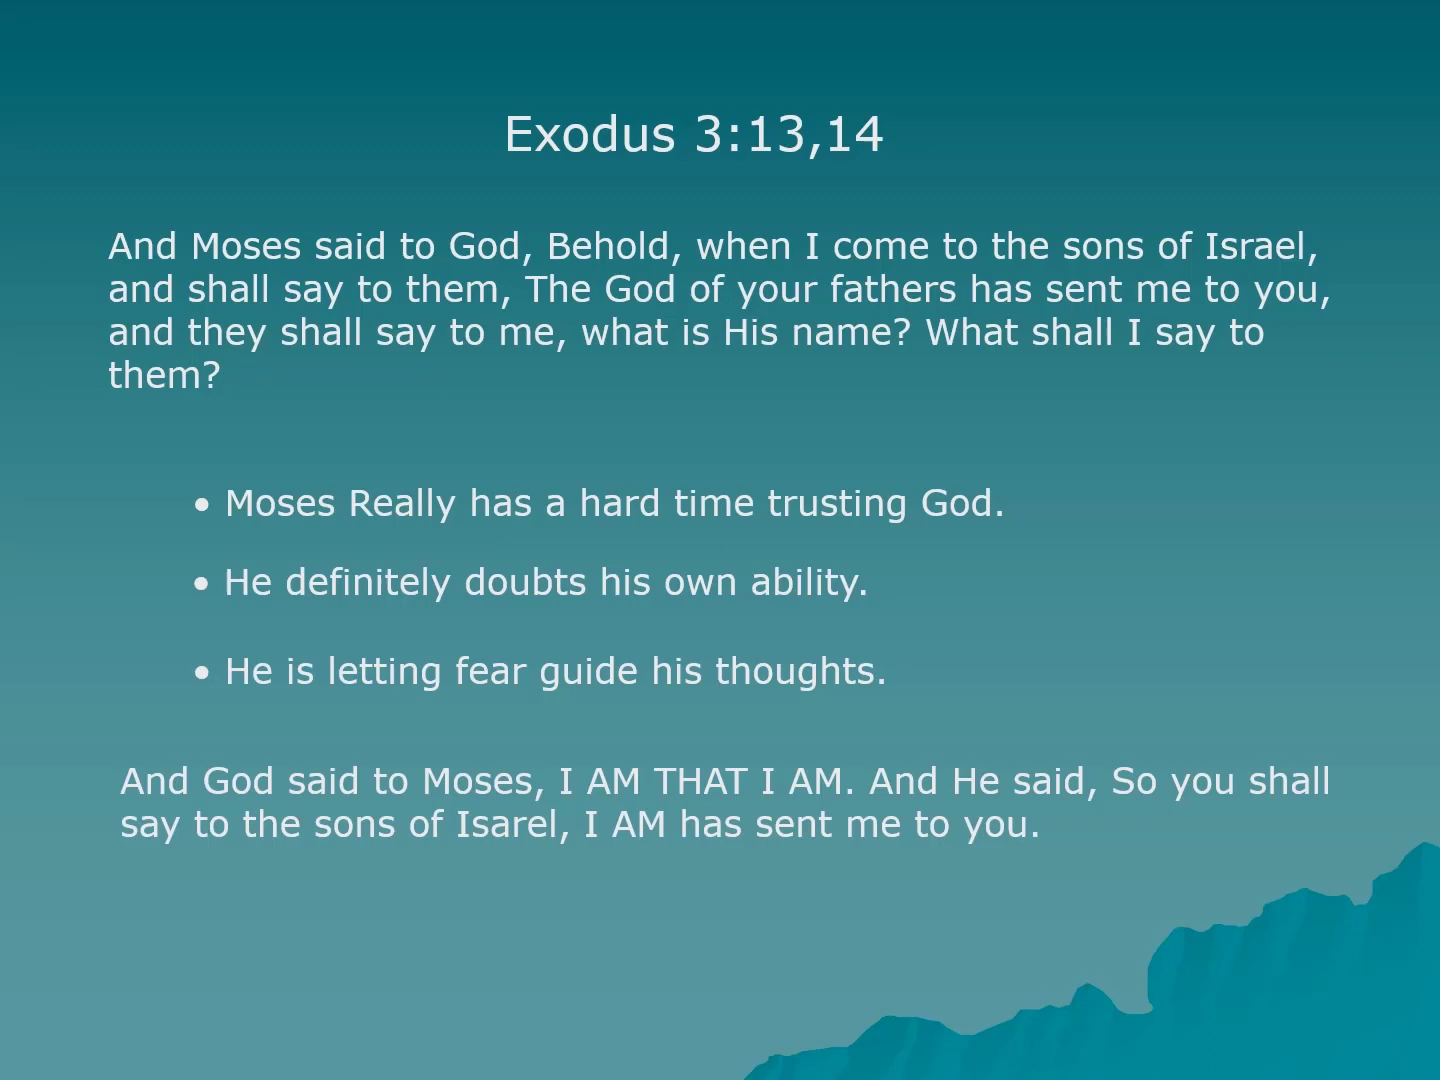 Exodus 3:13,14
And Moses said to God, Behold, when I come to the sons of Israel,
and shall say to them, The God of your fathers has sent me to you,
and they shall say to me, what is His name? What shall I say to
them?
• Moses Really has a hard time trusting God.
• He definitely doubts his own ability.
• He is letting fear guide his thoughts.
And God said to Moses, I AM THAT I AM. And He said, So you shall
say to the sons of Isarel, I AM has sent me to you.